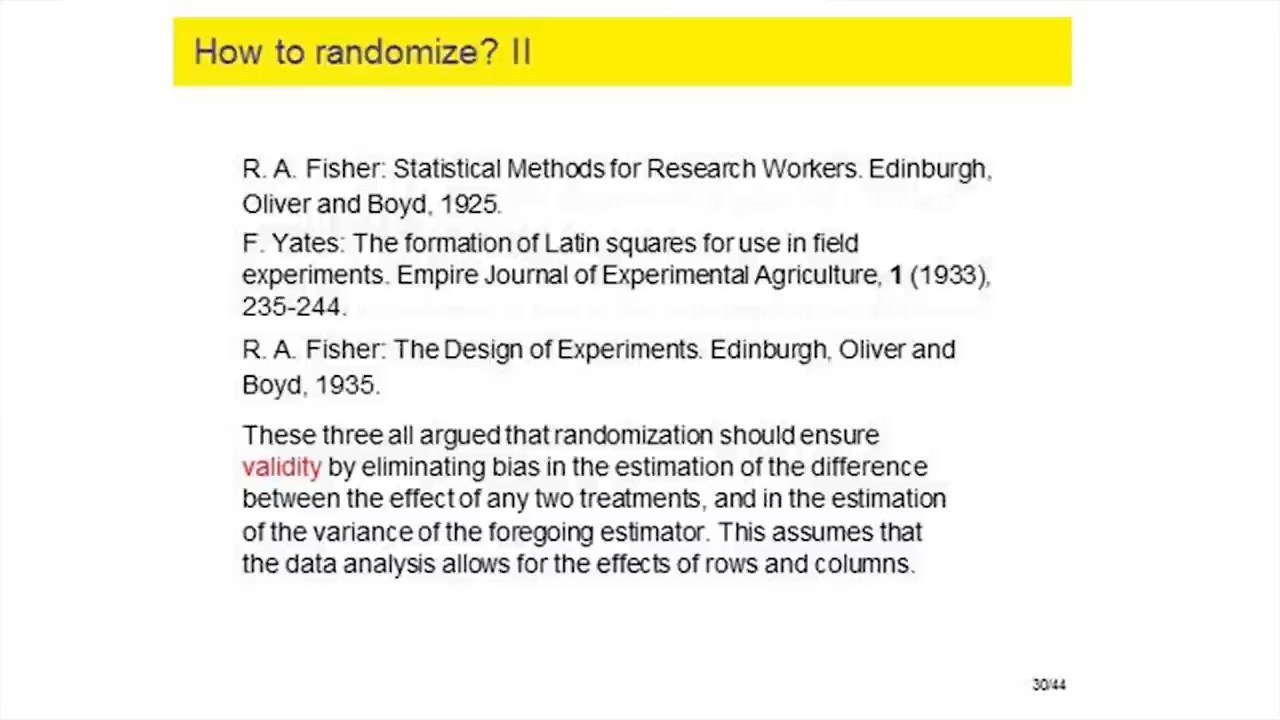 How to randomize? II
R. A. Fisher: Statistical Methods for Research Workers. Edinburgh,
Oliver and Boyd, 1925.
F. Yates: The formation of Latin squares for use in field
experiments. Empire Journal of Experimental Agriculture, 1 (1933),
235-244.
R. A. Fisher: The Design of Experiments. Edinburgh, Oliver and
Boyd, 1935.
These three all argued that randomization should ensure
validity by eliminating bias in the estimation of the difference
between the effect of any two treatments, and in the estimation
of the variance of the foregoing estimator. This assumes that
the data analysis allows for the effects of rows and columns.
30/44